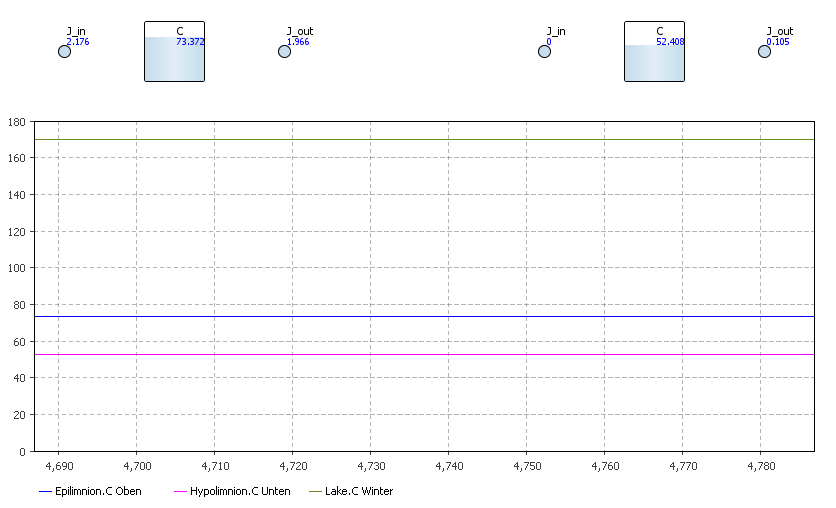 J_in C J_out J_in C J_out
2.176 73.372 1.966 0 52.408 0.105
180
160
140
120
100
80
60
40
20
0
4,690 4,700 4,710 4,720 4,730 4,740 4,750 4,760 4,770 4,780
Epilimnion.C Oben Hypolimnion.C Unten Lake.C Winter